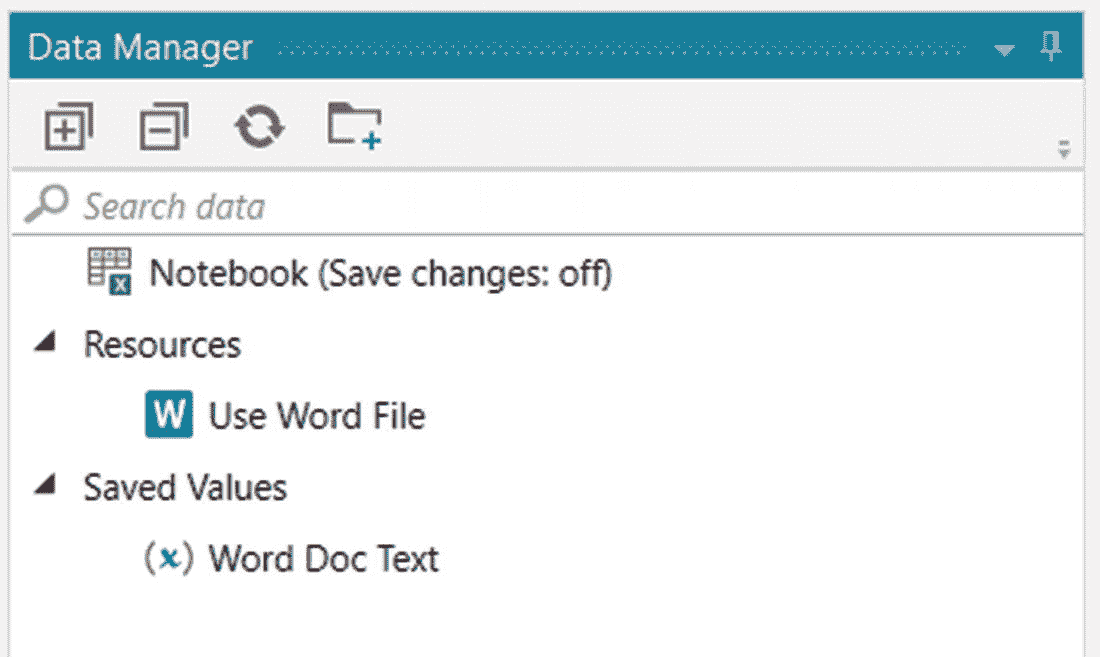 Data Manager
Search data
Notebook (Save changes: off)
Resources
W Use Word File
Saved Values
(x) Word Doc Text